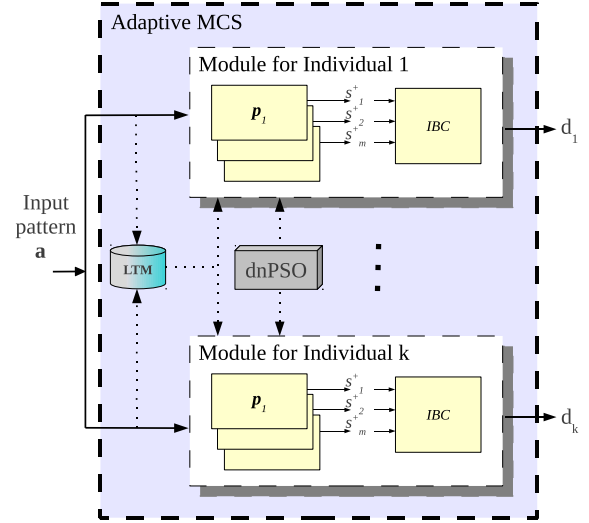 Adaptive MCS
Module for Individual 1
p1
s+1
s+2
s+m
IBC
d1
Input
pattern
a
LTM
dnPSO
Module for Individual k
p1
s+1
s+2
s+m
IBC
dk